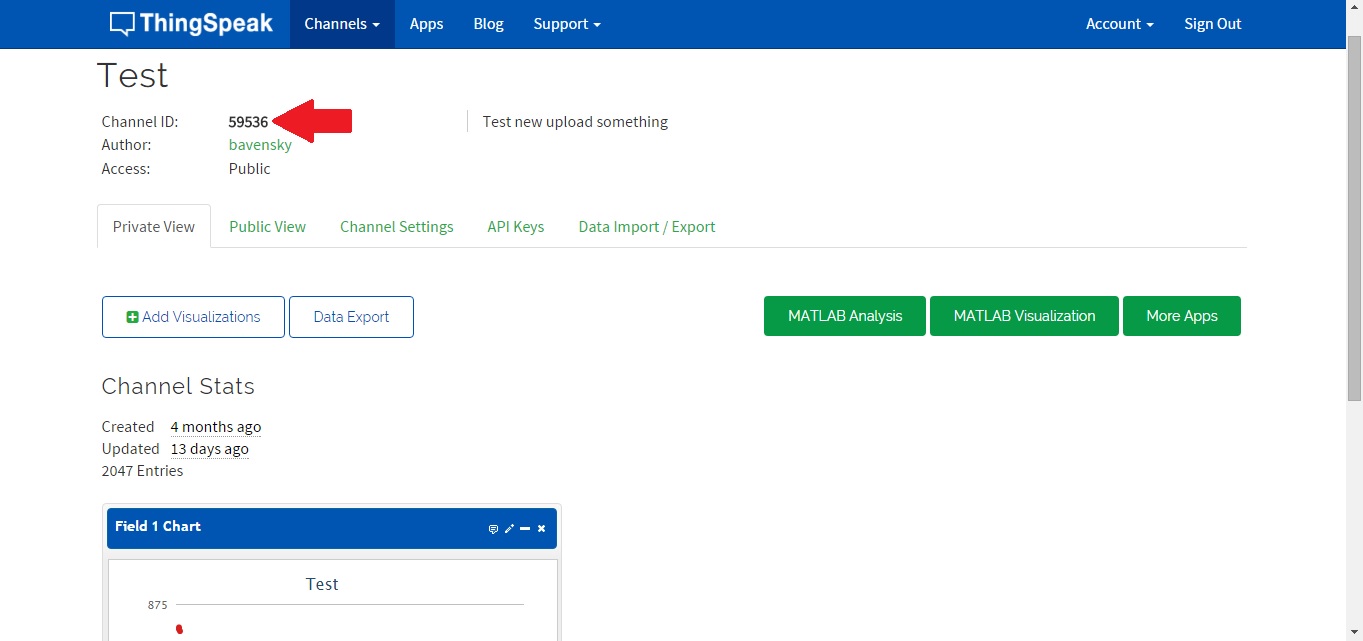 ThingSpeak Channels Apps Blog Support Account Sign Out
Test
Channel ID: 59536 Test new upload something
Author: bavensky
Access: Public
Private View Public View Channel Settings API Keys Data Import / Export
Add Visualizations Data Export MATLAB Analysis MATLAB Visualization More Apps
Channel Stats
Created 4 months ago
Updated 13 days ago
2047 Entries
Field 1 Chart
Test
875